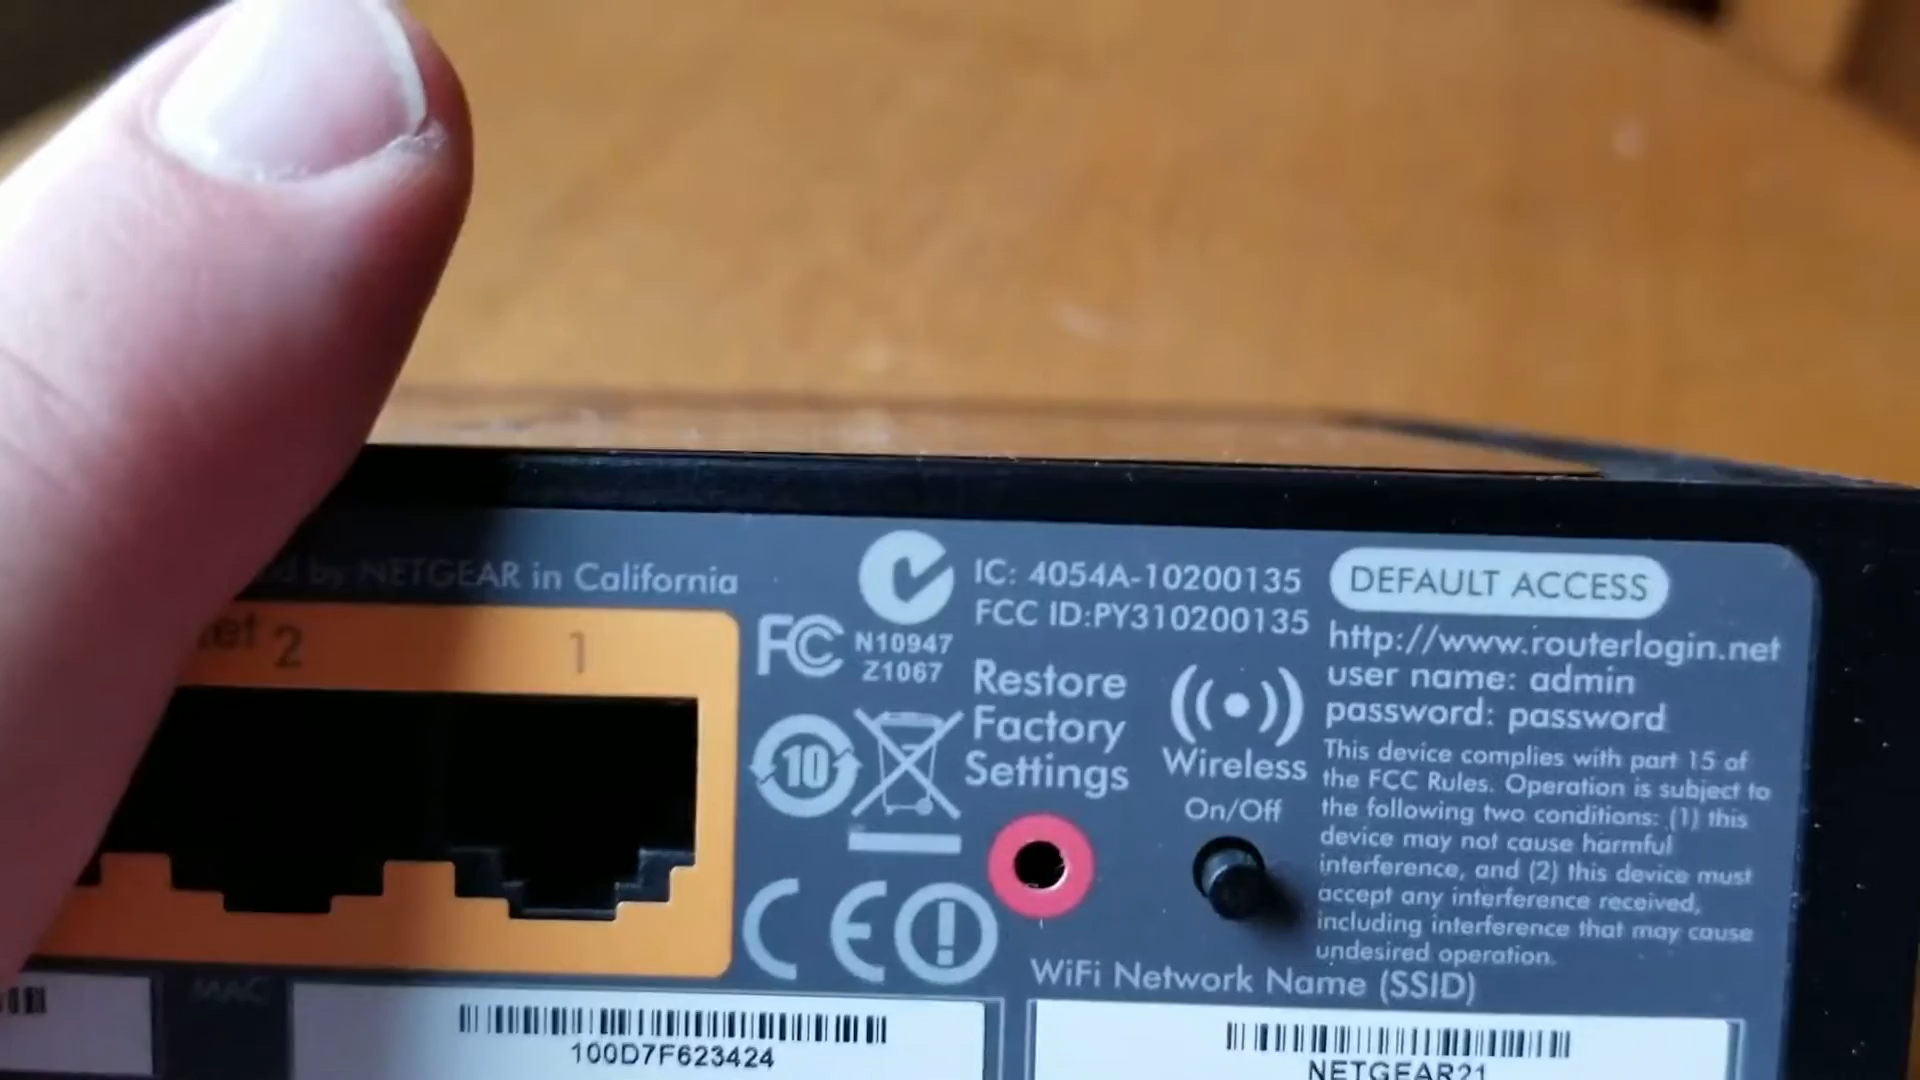 by NETGEAR in California
2
1
FC
N10947
Z1067
IC: 4054A-10200135
FCC ID:PY310200135
10
CE
Restore
Factory
Settings
Wireless
On/Off
DEFAULT ACCESS
http://www.routerlogin.net
user name: admin
password: password
This device complies with part 15 of
the FCC Rules. Operation is subject to
the following two conditions: (1) this
device may not cause harmful
interference, and (2) this device must
accept any interference received,
including interference that may cause
undesired operation.
MAC
100D7F623424
WiFi Network Name (SSID)
NETGEAR21